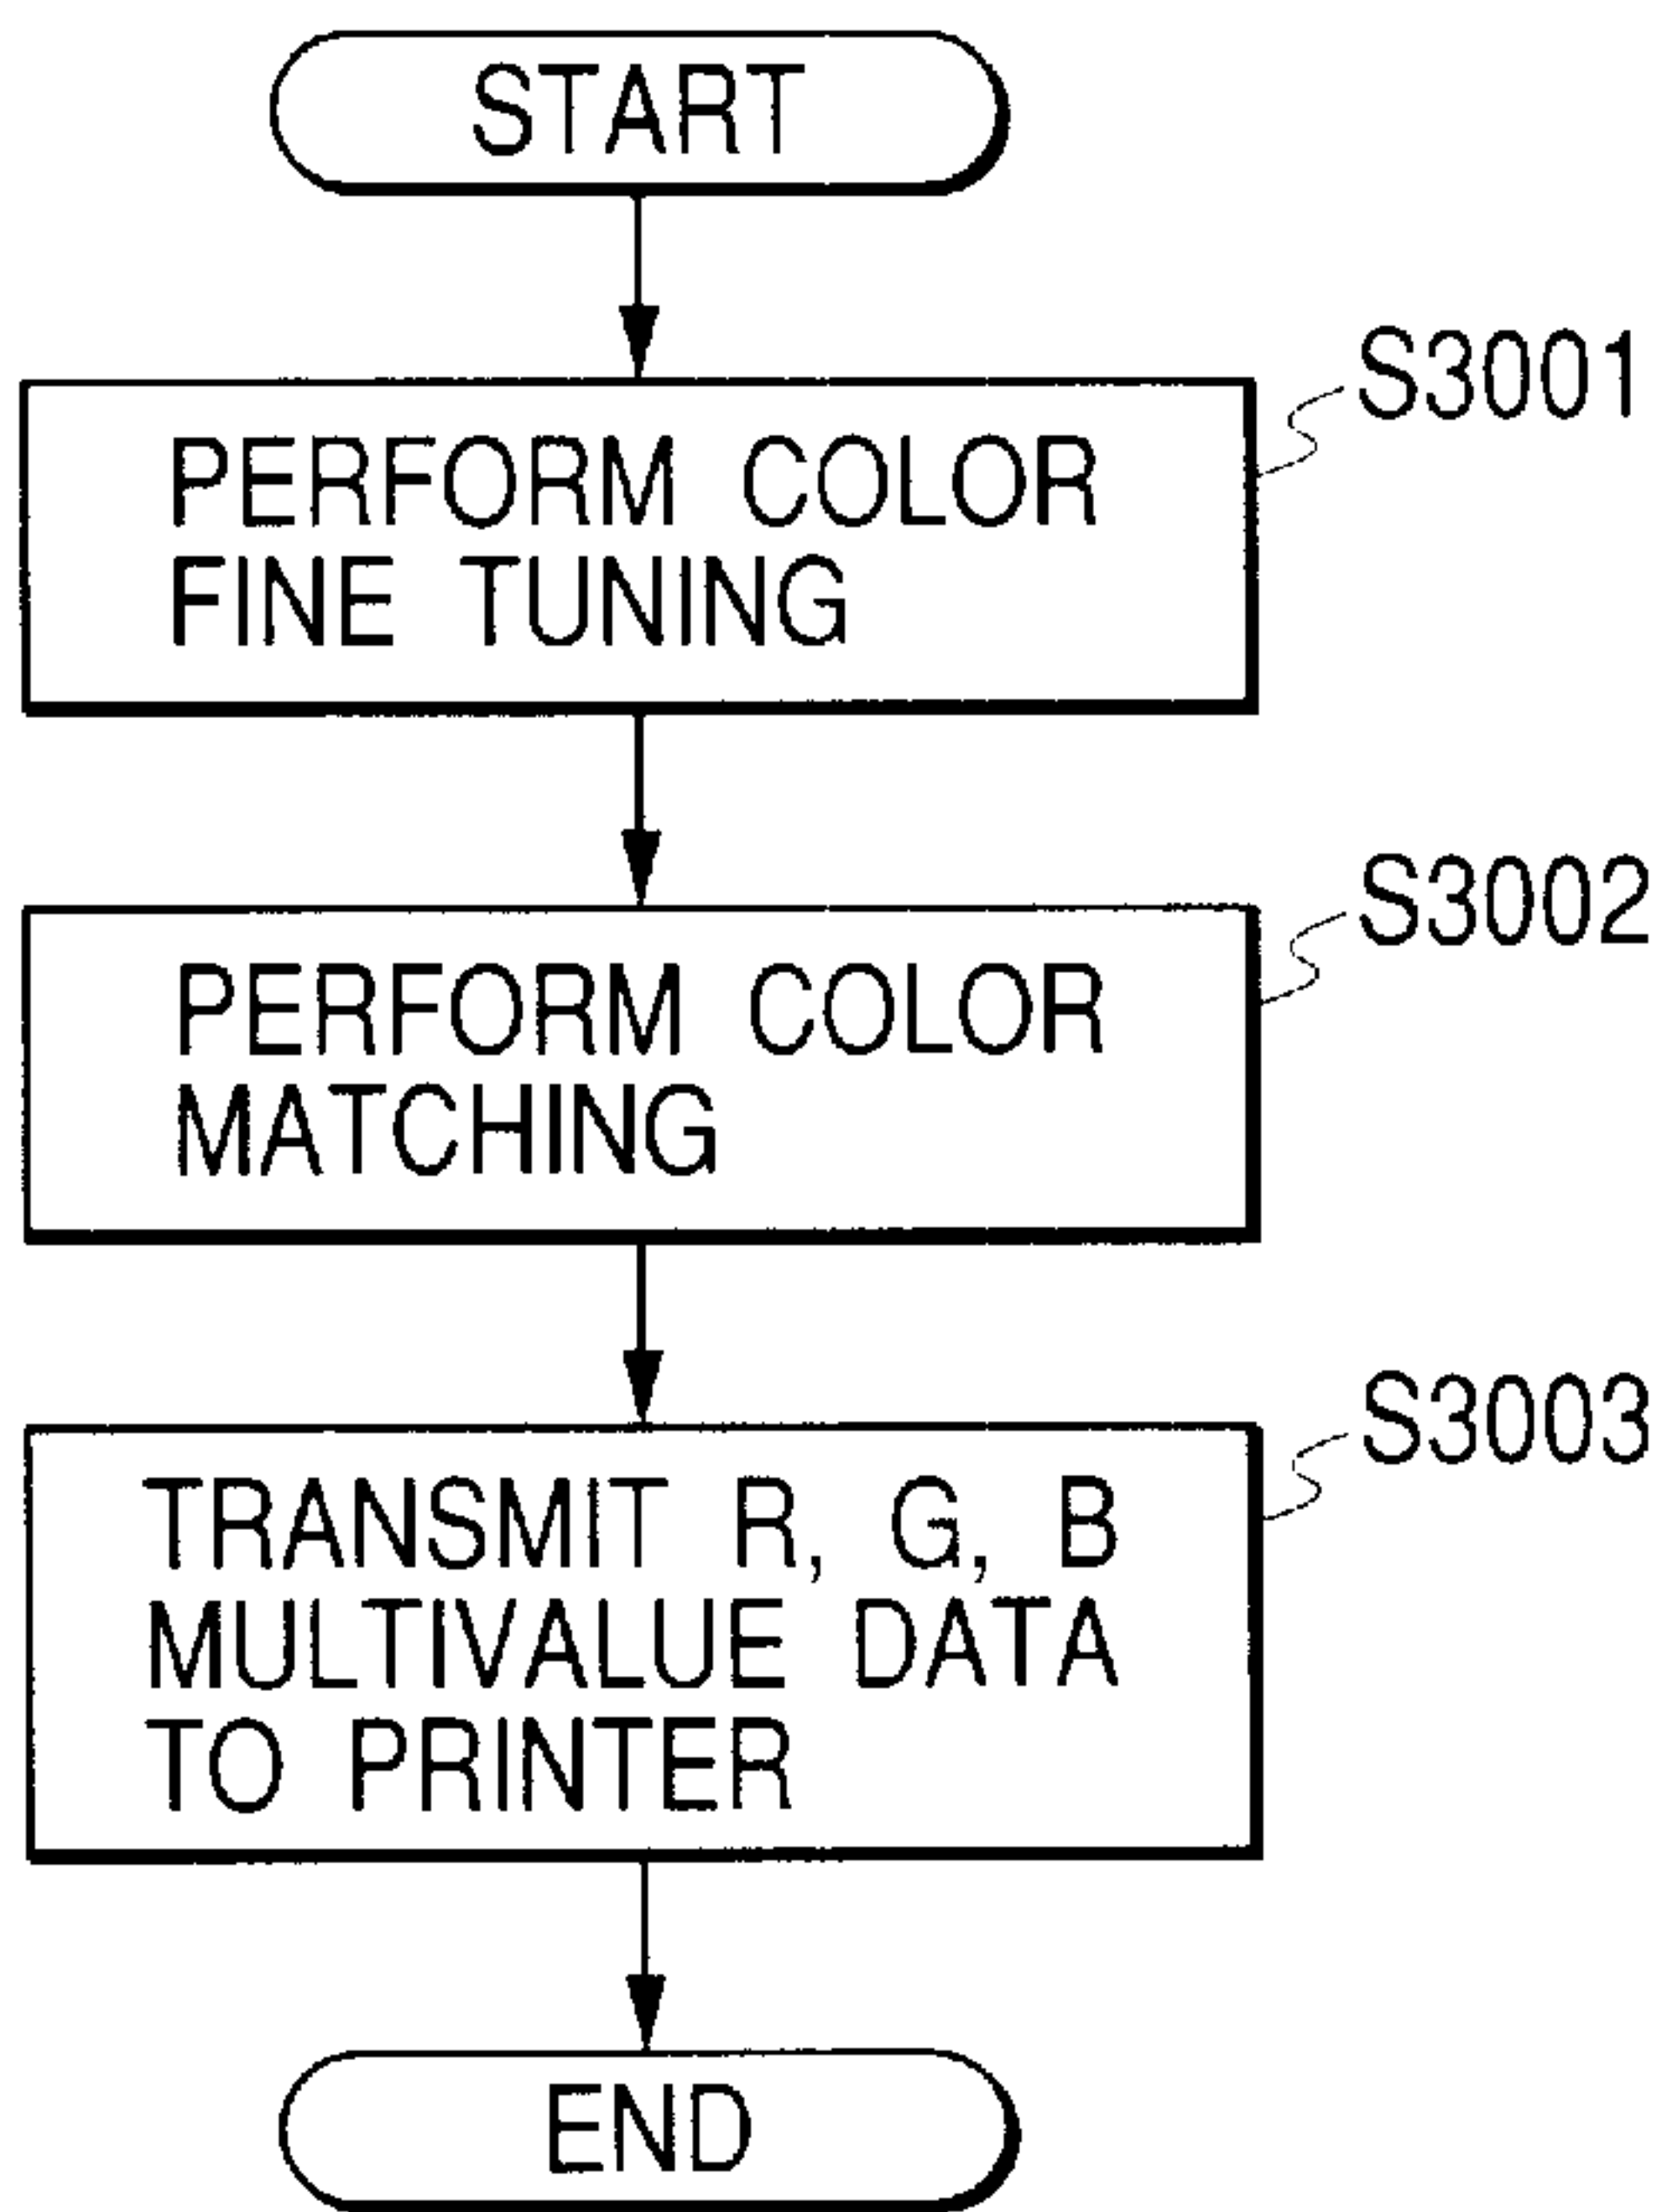 START
S3001
PERFORM COLOR
FINE TUNING
S3002
PERFORM COLOR
MATCHING
S3003
TRANSMIT R, G, B
MULTIVALUE DATA
TO PRINTER
END